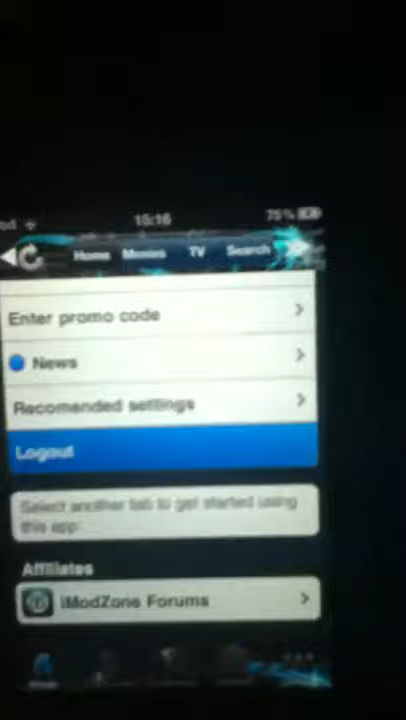 15:16
75%
Home Movies TV Search
Enter promo code
News
Recomended settings
Logout
Select another tab to get started using
this app
Affiliates
iModZone Forums